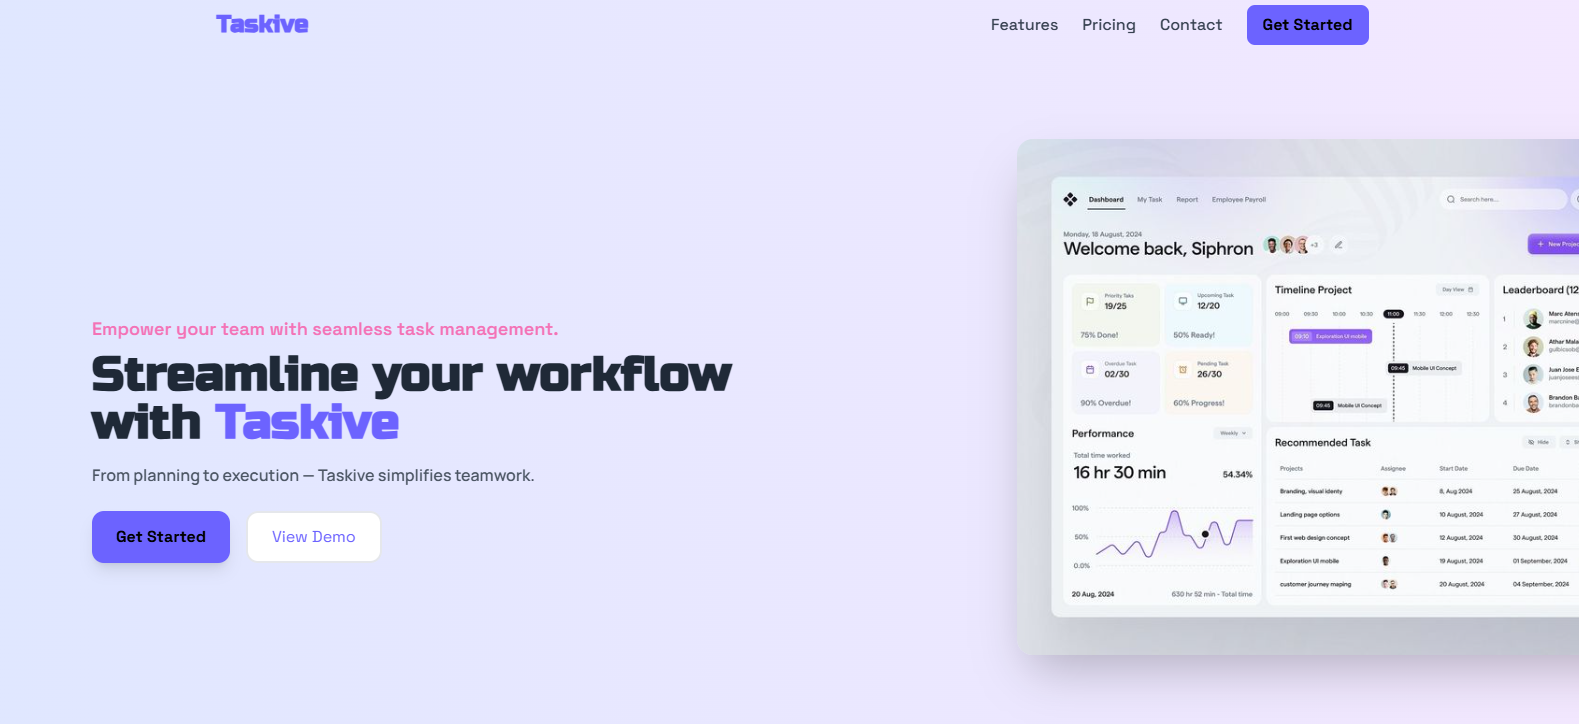 Taskive
Features Pricing Contact Get Started
Empower your team with seamless task management.
Streamline your workflow
with Taskive
From planning to execution — Taskive simplifies teamwork.
Get Started View Demo
Dashboard My Task Report Employee Payroll
Search here...
Monday, 18 August, 2024
Welcome back, Siphron
+3
+ New Projec
Priority Taks
19/25
75% Done!
Upcoming Task
12/20
50% Ready!
Overdue Task
02/30
90% Overdue!
Pending Task
26/30
60% Progress!
Performance
Weekly
Total time worked
16 hr 30 min
54.34%
100%
50%
0.0%
20 Aug, 2024
630 hr 52 min - Total time
Timeline Project
Day View
09:00 09:30 10:00 10:30 11:00 11:30 12:00 12:30
09:10 Exploration UI mobile
09:45 Mobile UI Concept
09:45 Mobile UI Concept
Leaderboard (12
1 Marc Atens
marcnine@
2 Athar Mala
3 Juan Jose E
4 Brandon Ba
brandonba
Recommended Task
Hide
Projects Assignee Start Date Due Date
Branding, visual identy 8, Aug 2024 25 August, 2024
Landing page options 10 August, 2024 27 August, 2024
First web design concept 12 August, 2024 30 August, 2024
Exploration UI mobile 19 August, 2024 01 September, 2024
customer journey maping 20 August, 2024 04 September, 2024